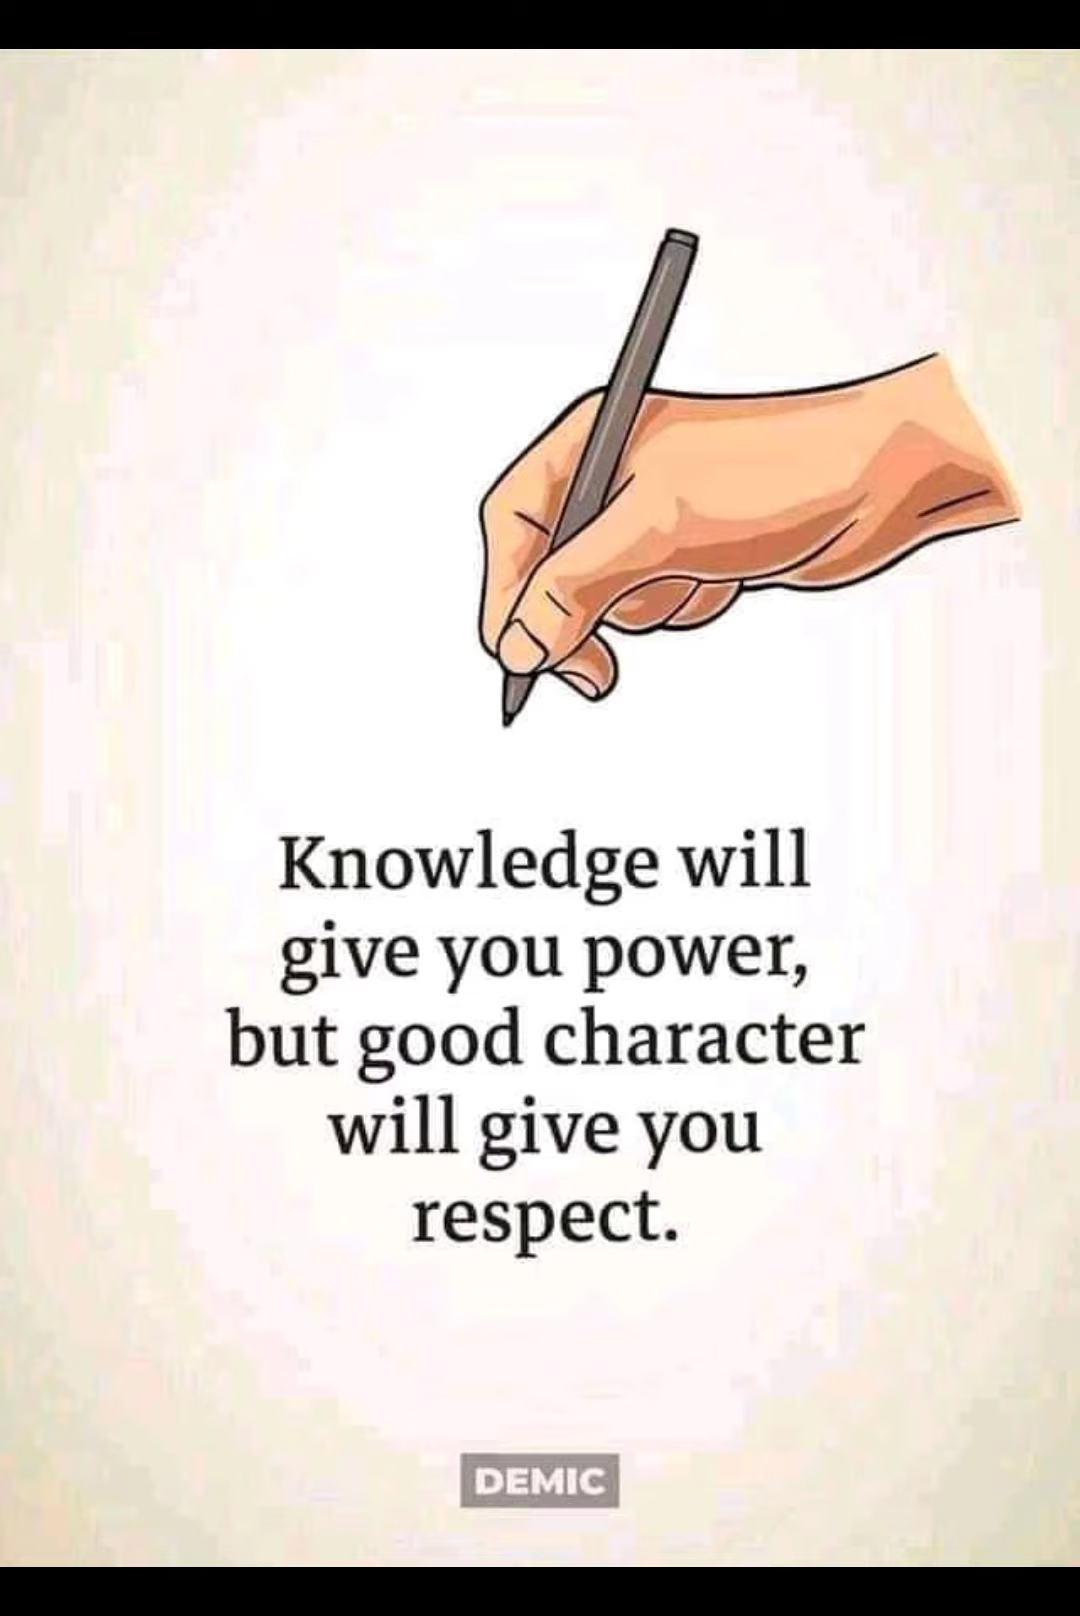 Knowledge will
give you power,
but good character
will give you
respect.
DEMIC